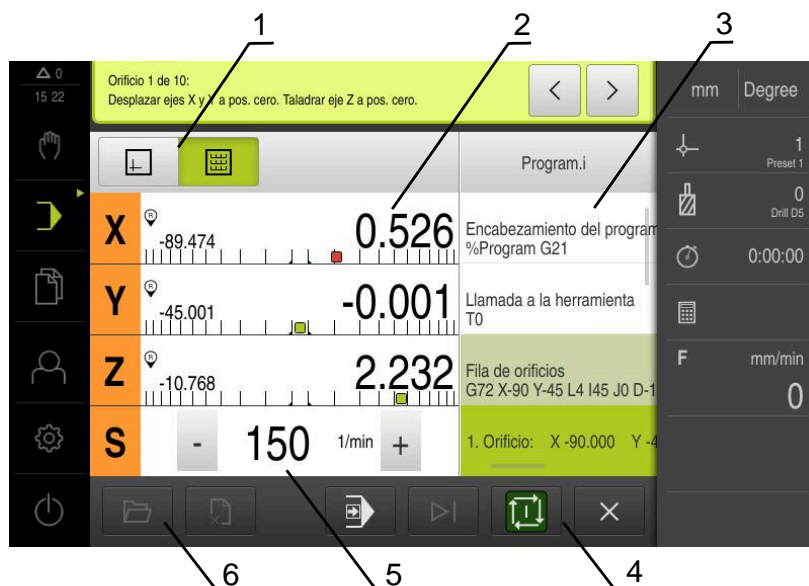 1
2
3
0
15 22
Orificio 1 de 10:
Desplazar ejes X y Y a pos. cero. Taladrar eje Z a pos. cero.
<
>
mm
Degree
Program.i
1
Preset 1
0
Drill D5
0:00:00
F
mm/min
0
X
R
-89.474
0.526
Encabezamiento del program
%Program G21
Y
R
-45.001
-0.001
Llamada a la herramienta
T0
Z
R
-10.768
2.232
Fila de orificios
G72 X-90 Y-45 L4 I45 J0 D-1
S
-
150
1/min
+
1. Orificio: X -90.000 Y -4
6
5
4